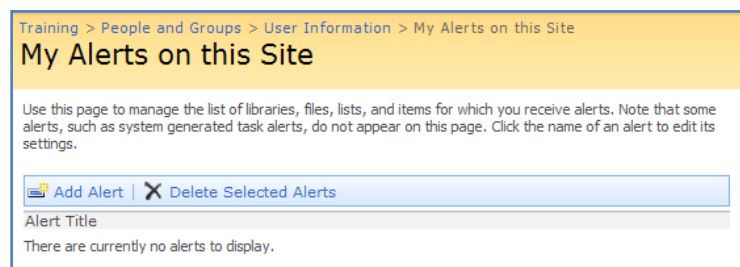 Training > People and Groups > User Information > My Alerts on this Site
My Alerts on this Site
Use this page to manage the list of libraries, files, lists, and items for which you receive alerts. Note that some
alerts, such as system generated task alerts, do not appear on this page. Click the name of an alert to edit its
settings.
Add Alert | Delete Selected Alerts
Alert Title
There are currently no alerts to display.